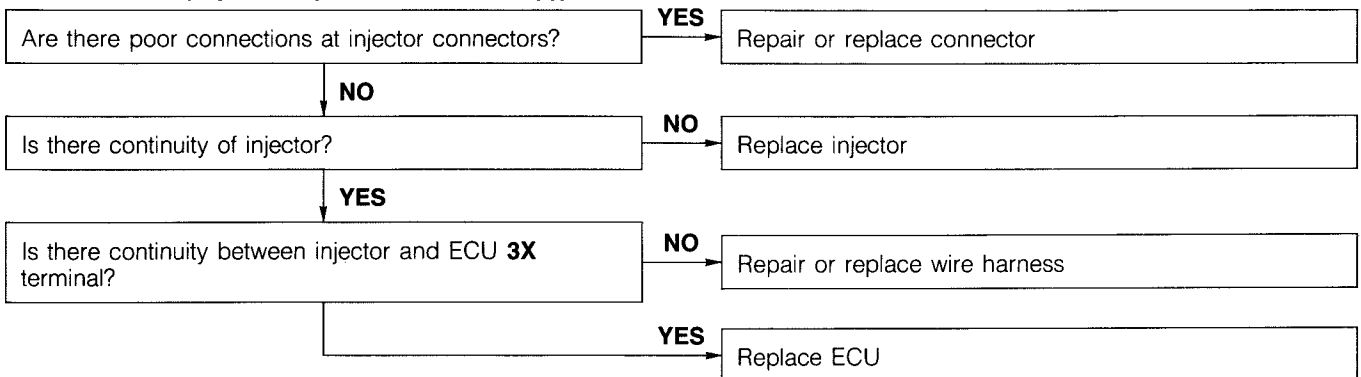 Are there poor connections at injector connectors?
YES
Repair or replace connector
NO
Is there continuity of injector?
NO
Replace injector
YES
Is there continuity between injector and ECU 3X
terminal?
NO
Repair or replace wire harness
YES
Replace ECU